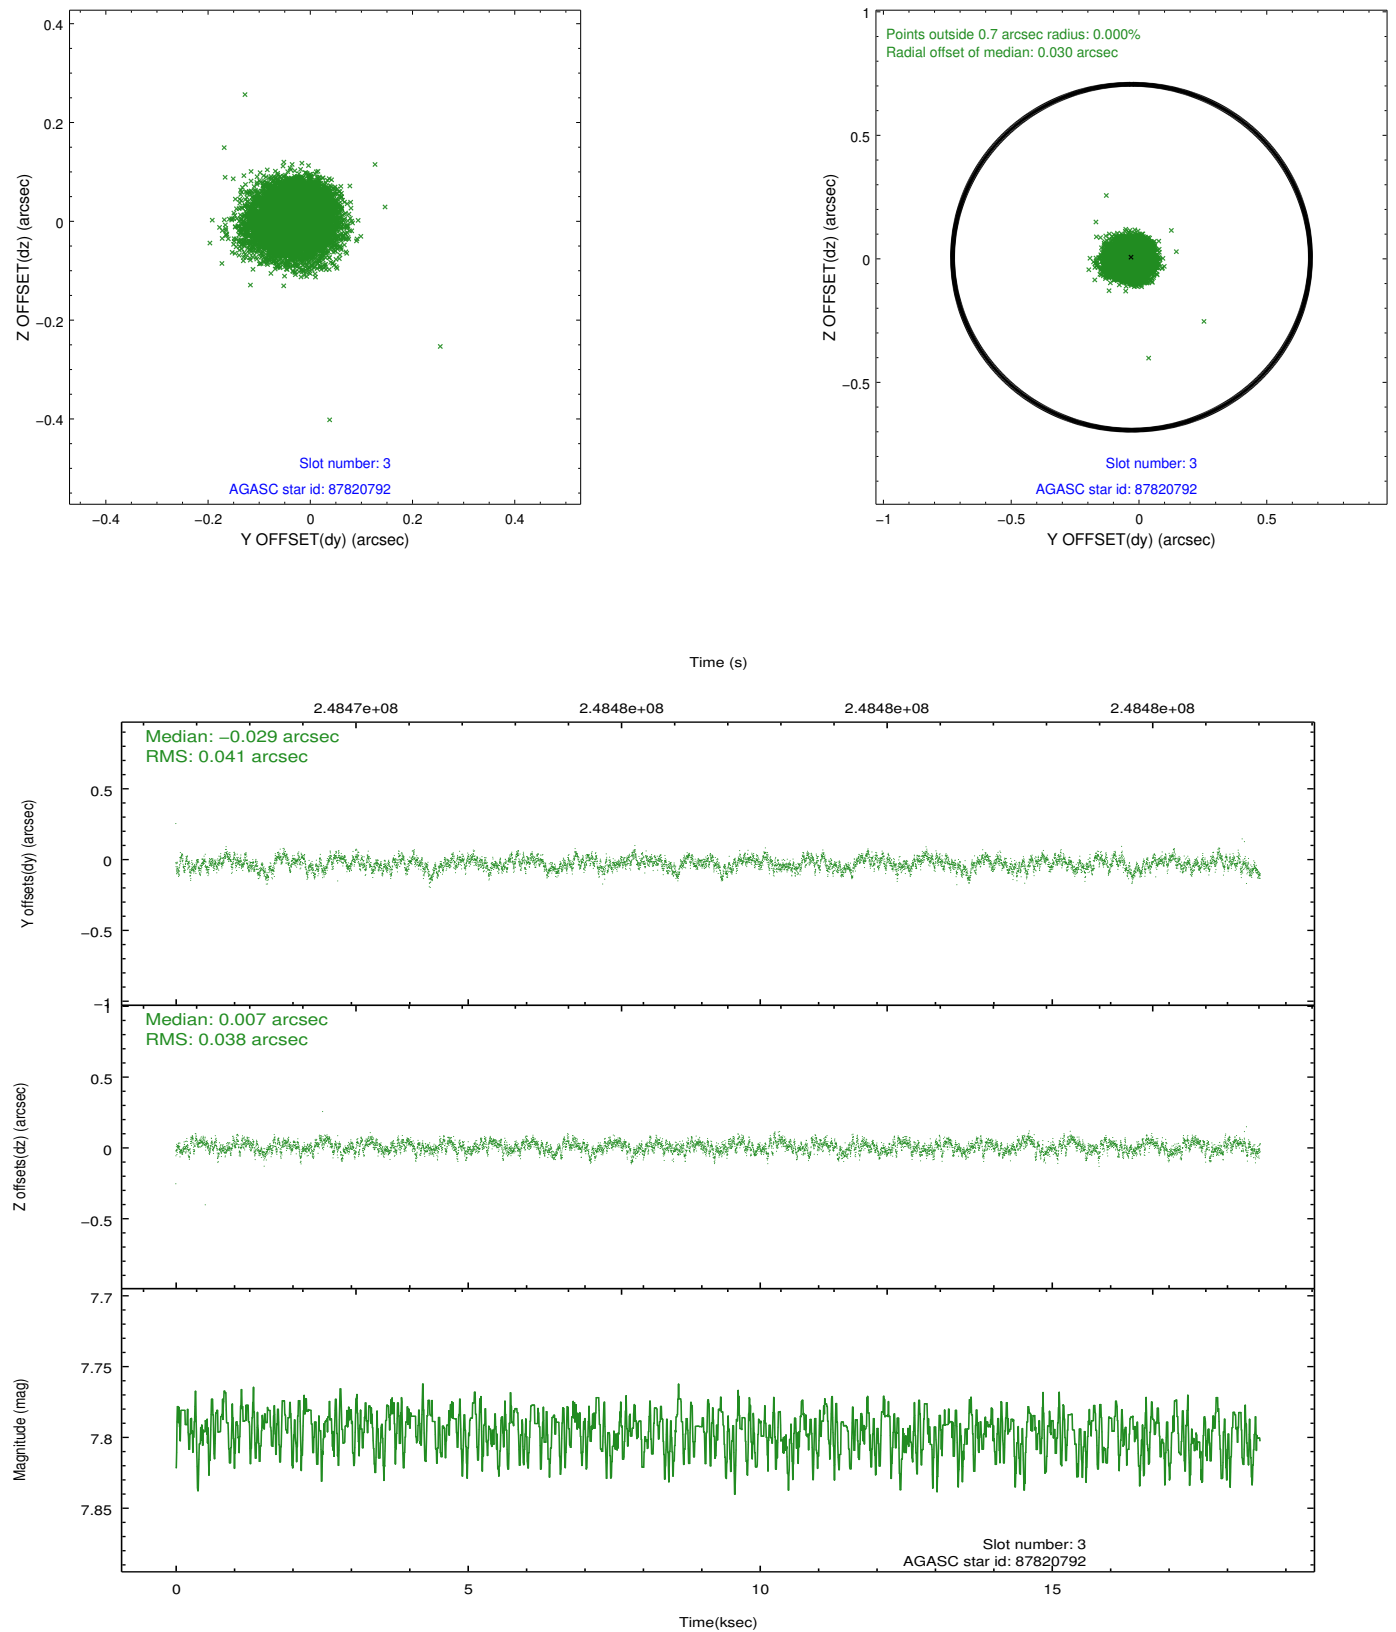 0.4
0.2
0
−0.2
−0.4
−0.4
−0.2
0
0.2
0.4
Z OFFSET(dz) (arcsec)
Y OFFSET(dy) (arcsec)
Slot number: 3
AGASC star id: 87820792
Points outside 0.7 arcsec radius: 0.000%
Radial offset of median: 0.030 arcsec
1
0.5
0
−0.5
−1
−0.5
0
0.5
Z OFFSET(dz) (arcsec)
Y OFFSET(dy) (arcsec)
Slot number: 3
AGASC star id: 87820792
Time (s)
2.4847e+08
2.4848e+08
2.4848e+08
2.4848e+08
Median: −0.029 arcsec
RMS: 0.041 arcsec
0.5
0
−0.5
−1
Y offsets(dy) (arcsec)
Median: 0.007 arcsec
RMS: 0.038 arcsec
1
0.5
0
−0.5
Z offsets(dz) (arcsec)
7.7
7.75
7.8
7.85
Magnitude (mag)
Slot number: 3
AGASC star id: 87820792
0
5
10
15
Time(ksec)